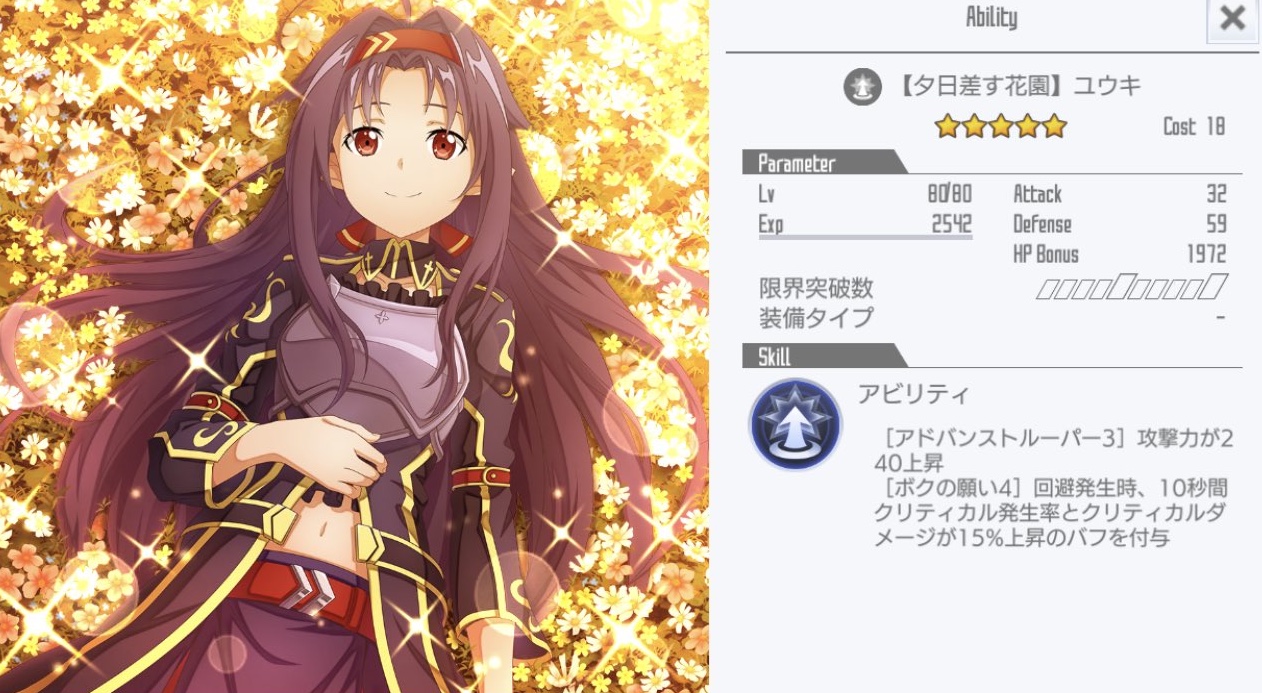 Ability
【夕日差す花園】ユウキ
Cost 18
Parameter
Lv 80/80
Exp 2542
Attack 32
Defense 59
HP Bonus 1972
限界突破数
装備タイプ -
Skill
アビリティ
［アドバンストルーパー3］攻撃力が2
40上昇
［ボクの願い4］回避発生時、10秒間
クリティカル発生率とクリティカルダ
メージが15%上昇のバフを付与